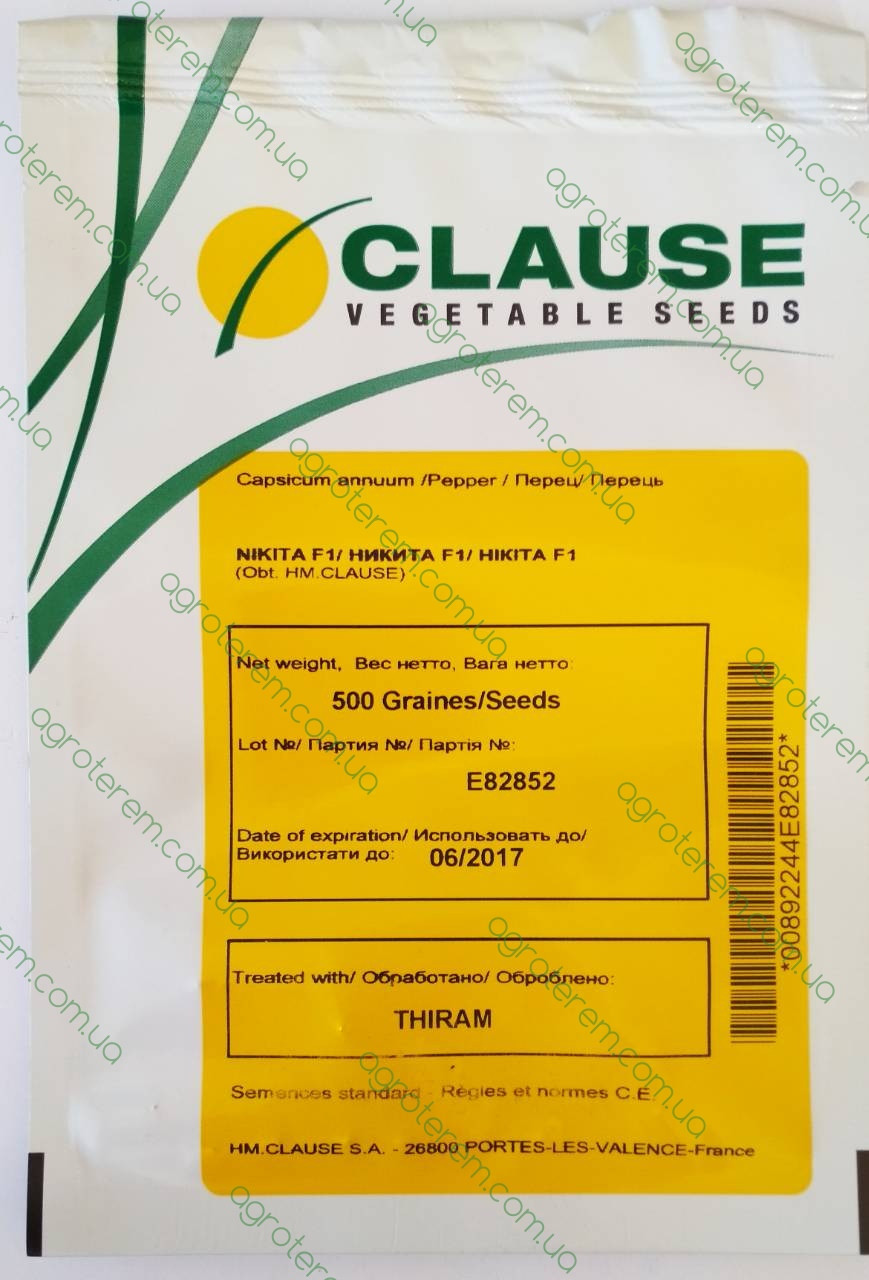 CLAUSE
VEGETABLE SEEDS
Capsicum annuum /Pepper / Перец/ Перець
NIKITA F1/ НИКИТА F1/ НІКІТА F1
(Obt. HM.CLAUSE)
Net weight, Вес нетто, Вага нетто:
500 Graines/Seeds
Lot №/ Партия №/ Партія №:
E82852
Date of expiration/ Использовать до/
Використати до: 06/2017
*00892244E82852*
Treated with/ Обработано/ Оброблено:
THIRAM
Semences standard - Règles et normes C.E.
HM.CLAUSE S.A. - 26800 PORTES-LES-VALENCE-France
agroterem.com.ua